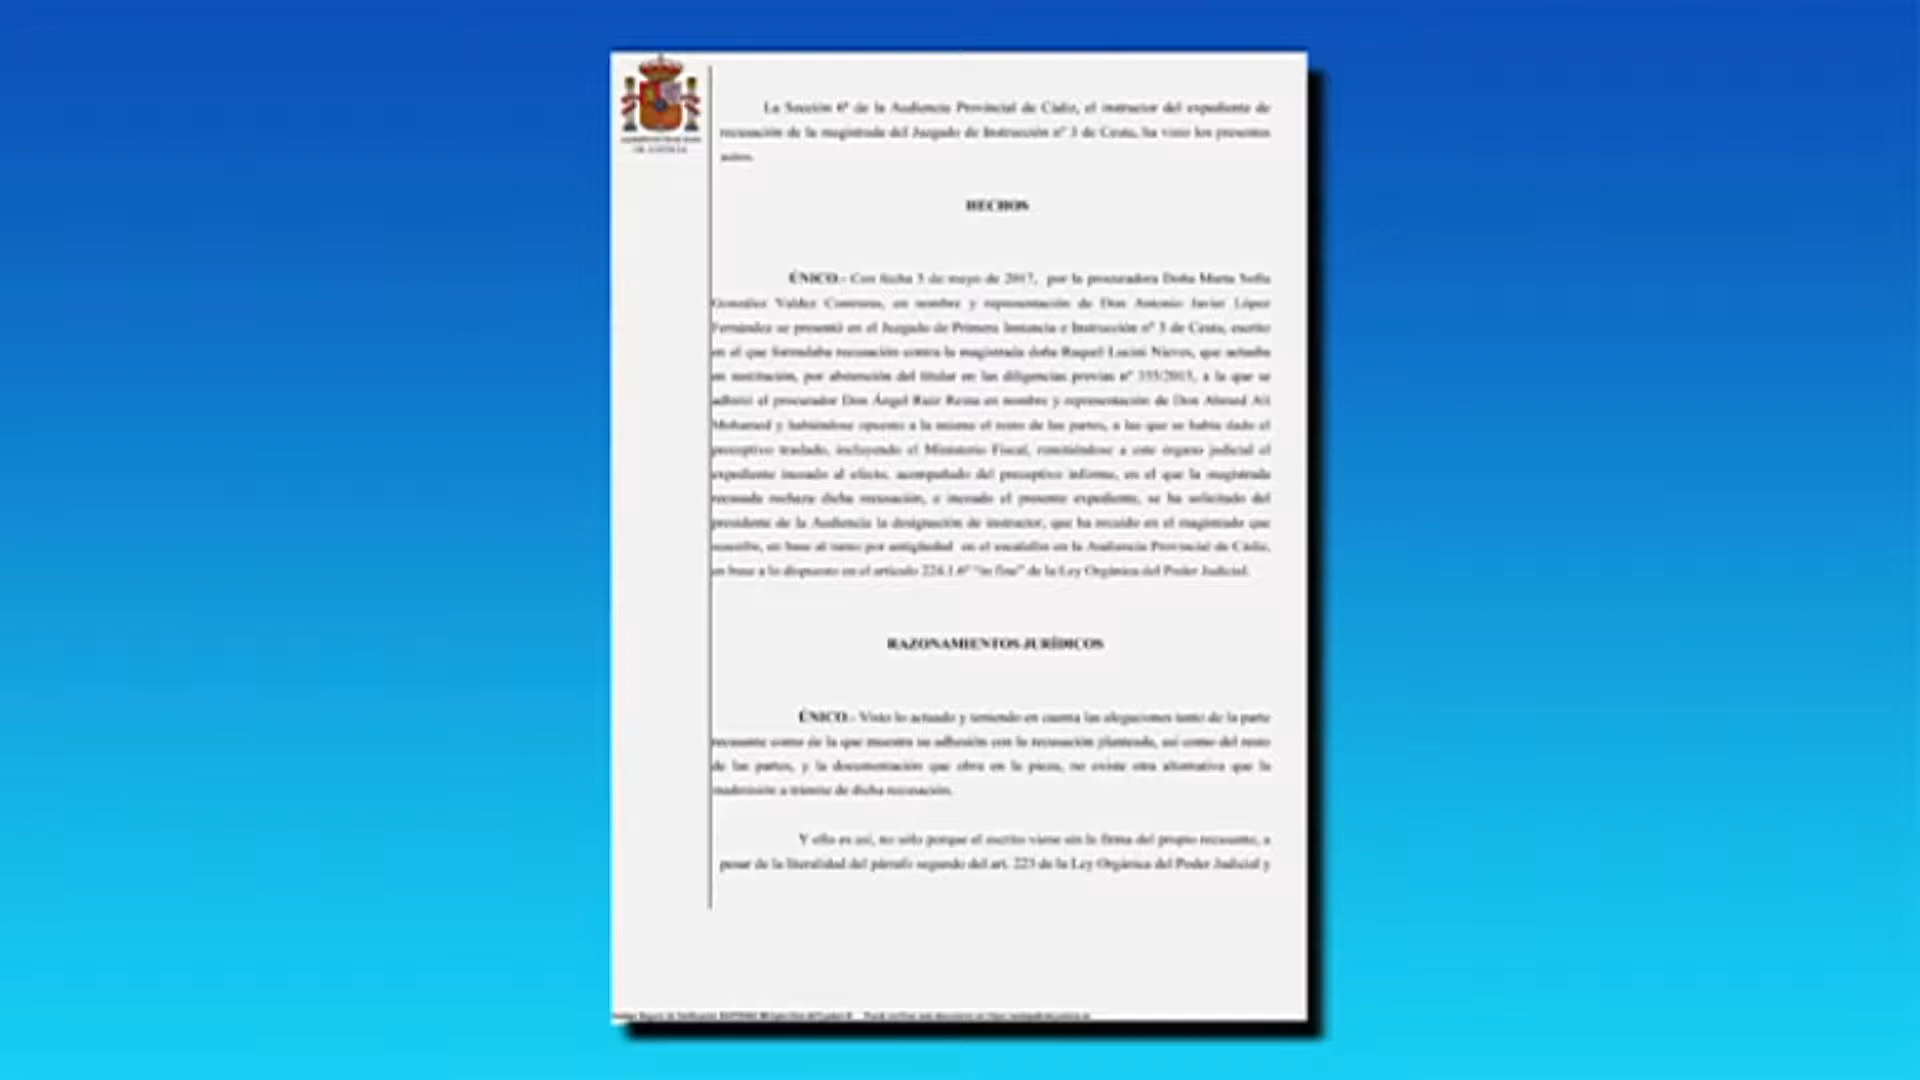 ADMINISTRACION
DE JUSTICIA
La Sección 6ª de la Audiencia Provincial de Cádiz, el instructor del expediente de
recusación de la magistrada del Juzgado de Instrucción nº 3 de Ceuta, ha visto los presentes
autos.
HECHOS
ÚNICO.- Con fecha 5 de mayo de 2017, por la procuradora Doña Marta Sofía
González Valdez Contreras, en nombre y representación de Don Antonio Javier López
Fernández se presentó en el Juzgado de Primera Instancia e Instrucción nº 3 de Ceuta, escrito
en el que formulaba recusación contra la magistrada doña Raquel Lucini Nieves, que actuaba
en sustitución, por abstención del titular en las diligencias previas nº 355/2015, a la que se
adhirió el procurador Don Ángel Ruiz Reina en nombre y representación de Don Ahmed Ali
Mohamed y habiéndose opuesto a la misma el resto de las partes, a las que se había dado el
preceptivo traslado, incluyendo el Ministerio Fiscal, remitiéndose a este órgano judicial el
expediente incoado al efecto, acompañado del preceptivo informe, en el que la magistrada
recusada rechaza dicha recusación, e incoado el presente expediente, se ha solicitado del
presidente de la Audiencia la designación de instructor, que ha recaído en el magistrado que
suscribe, en base al turno por antigüedad en el escalafón en la Audiencia Provincial de Cádiz,
en base a lo dispuesto en el artículo 224.1.6º "in fine" de la Ley Orgánica del Poder Judicial.
RAZONAMIENTOS JURÍDICOS
ÚNICO.- Visto lo actuado y teniendo en cuenta las alegaciones tanto de la parte
recusante como de la que muestra su adhesión con la recusación planteada, así como del resto
de las partes, y la documentación que obra en la pieza, no existe otra alternativa que la
inadmisión a trámite de dicha recusación.
Y ello es así, no sólo porque el escrito viene sin la firma del propio recusante, a
pesar de la literalidad del párrafo segundo del art. 223 de la Ley Orgánica del Poder Judicial y